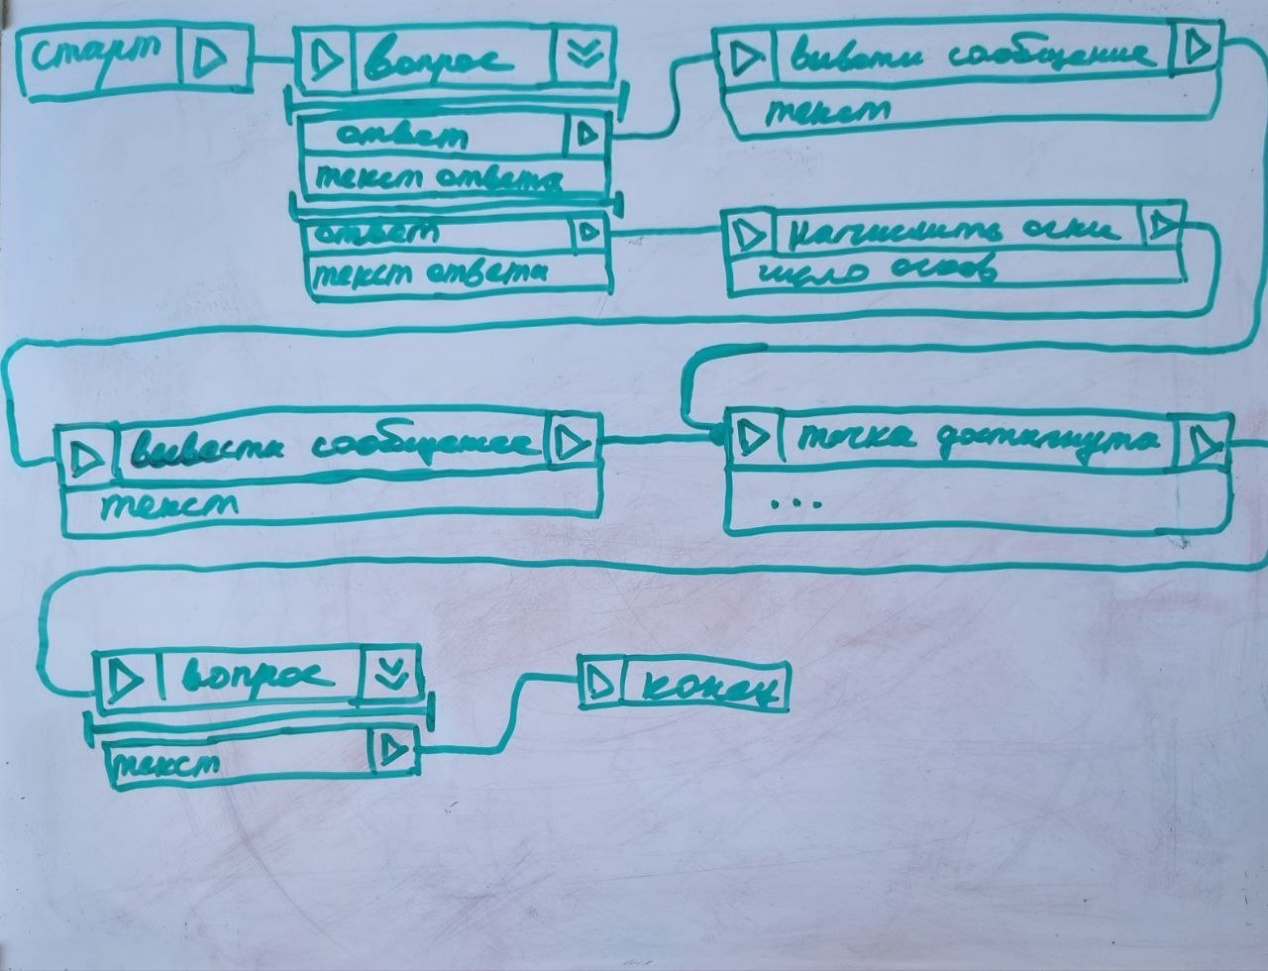 старт
вопрос
вывести сообщение
ответ
текст
текст ответа
ответ
начислить очки
текст ответа
число очков
вывести сообщение
точка достигнута
текст
...
вопрос
конец
текст